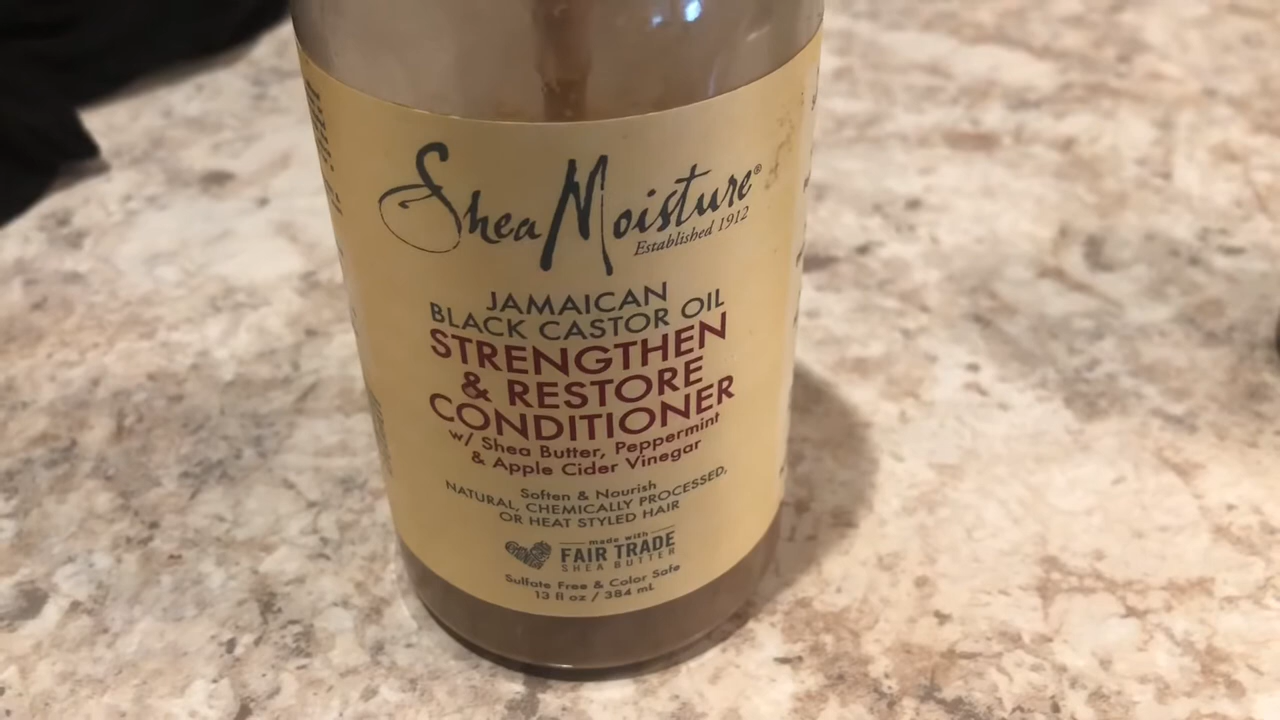 SheaMoisture®
Established 1912
JAMAICAN
BLACK CASTOR OIL
STRENGTHEN
& RESTORE
CONDITIONER
w/ Shea Butter, Peppermint
& Apple Cider Vinegar
Soften & Nourish
NATURAL, CHEMICALLY PROCESSED,
OR HEAT STYLED HAIR
made with
FAIR TRADE
SHEA BUTTER
Sulfate Free & Color Safe
13 fl oz / 384 mL